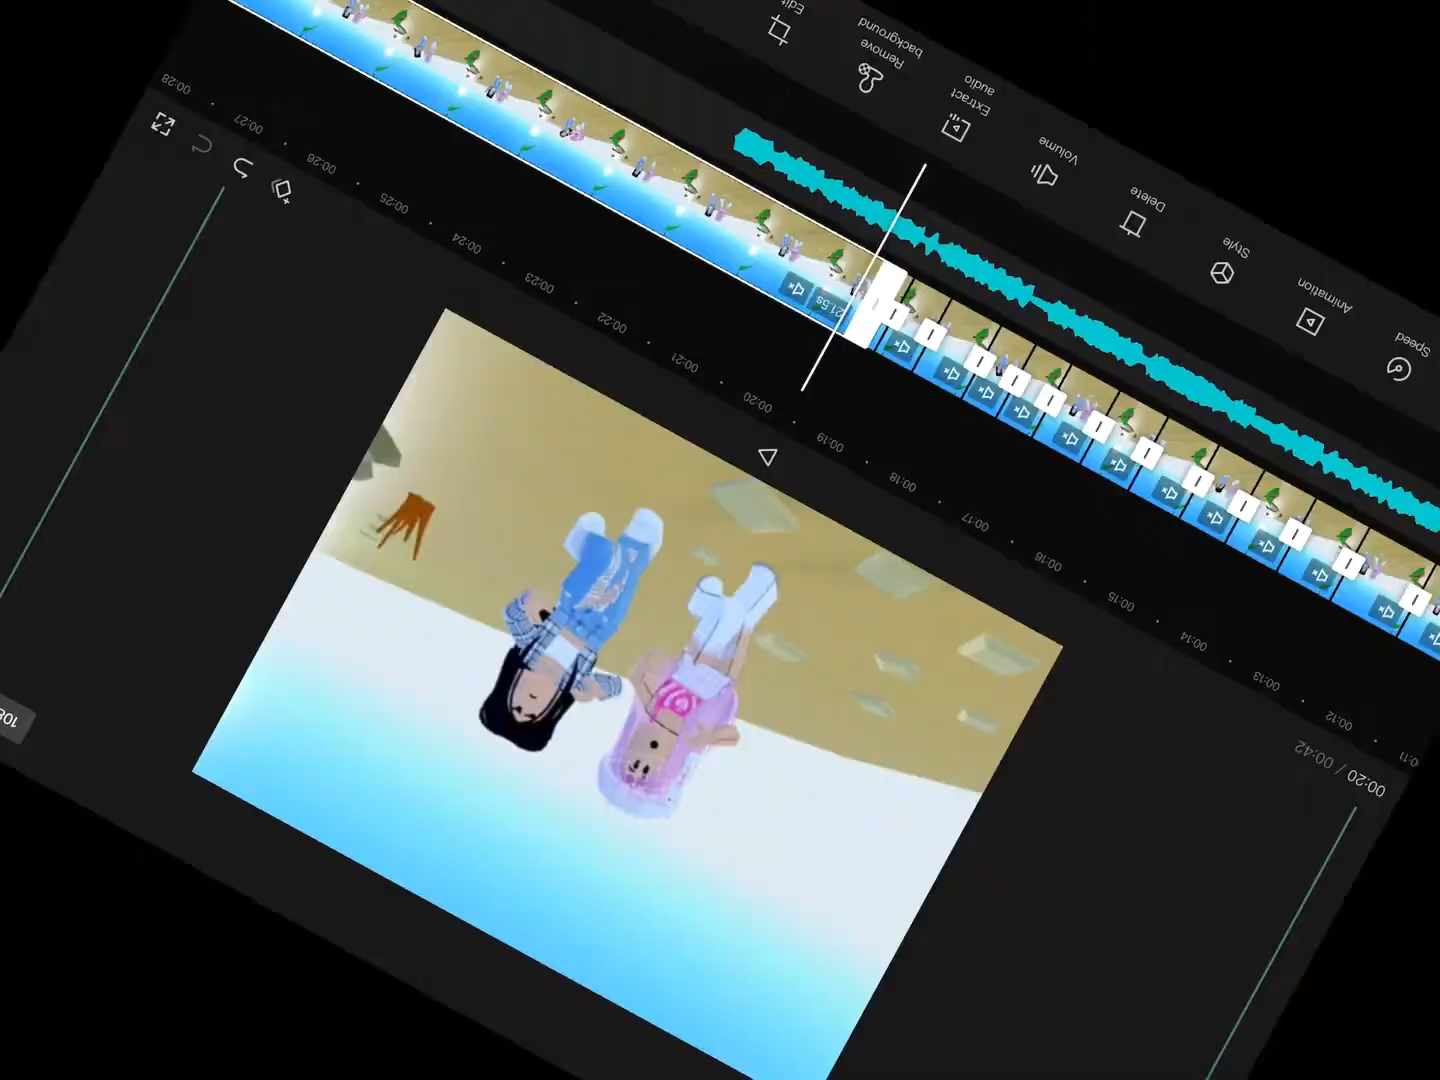 108
00:20 / 00:42
00:11
00:12
00:13
00:14
00:15
00:16
00:17
00:18
00:19
00:20
00:21
00:22
00:23
00:24
00:25
00:26
00:27
00:28
21.5s
Speed
Animation
Style
Delete
Volume
Extract
audio
Remove
background
Edit